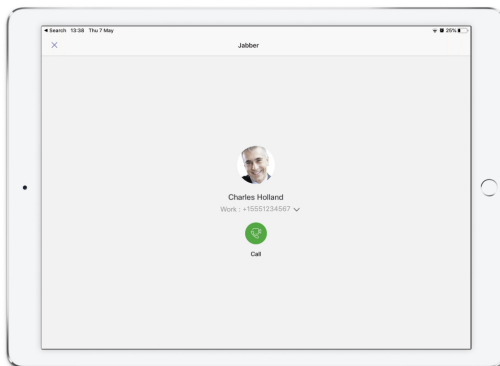 ◀ Search 13:38 Thu 7 May 25%
Jabber
Charles Holland
Work : +15551234567
Call